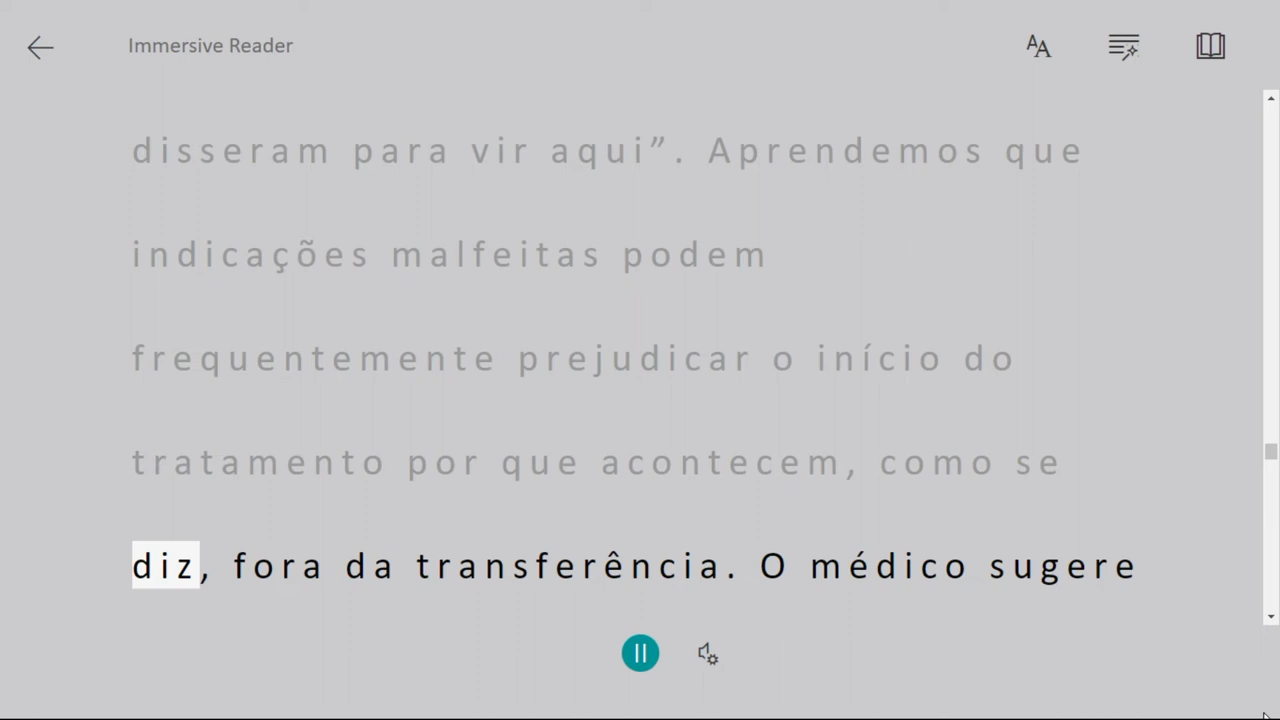 Immersive Reader
disseram para vir aqui”. Aprendemos que
indicações malfeitas podem
frequentemente prejudicar o início do
tratamento por que acontecem, como se
diz, fora da transferência. O médico sugere